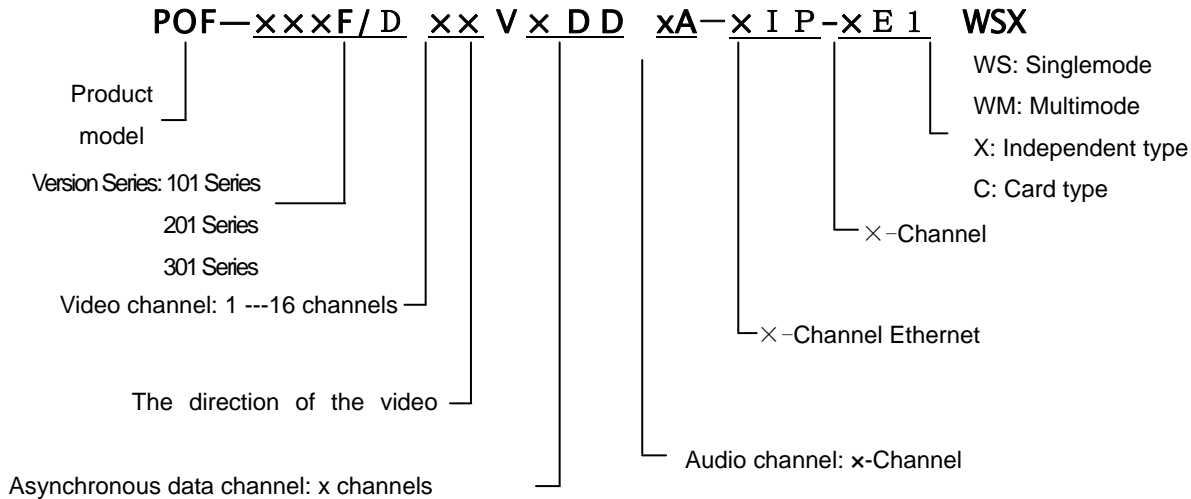 POF—×××F/D ×× V × DD xA—×IP-×E1 WSX
WS: Singlemode
Product
model
WM: Multimode
X: Independent type
Version Series: 101 Series
C: Card type
201 Series
×-Channel
301 Series
Video channel: 1 ---16 channels
×-Channel Ethernet
The direction of the video
Audio channel: ×-Channel
Asynchronous data channel: x channels